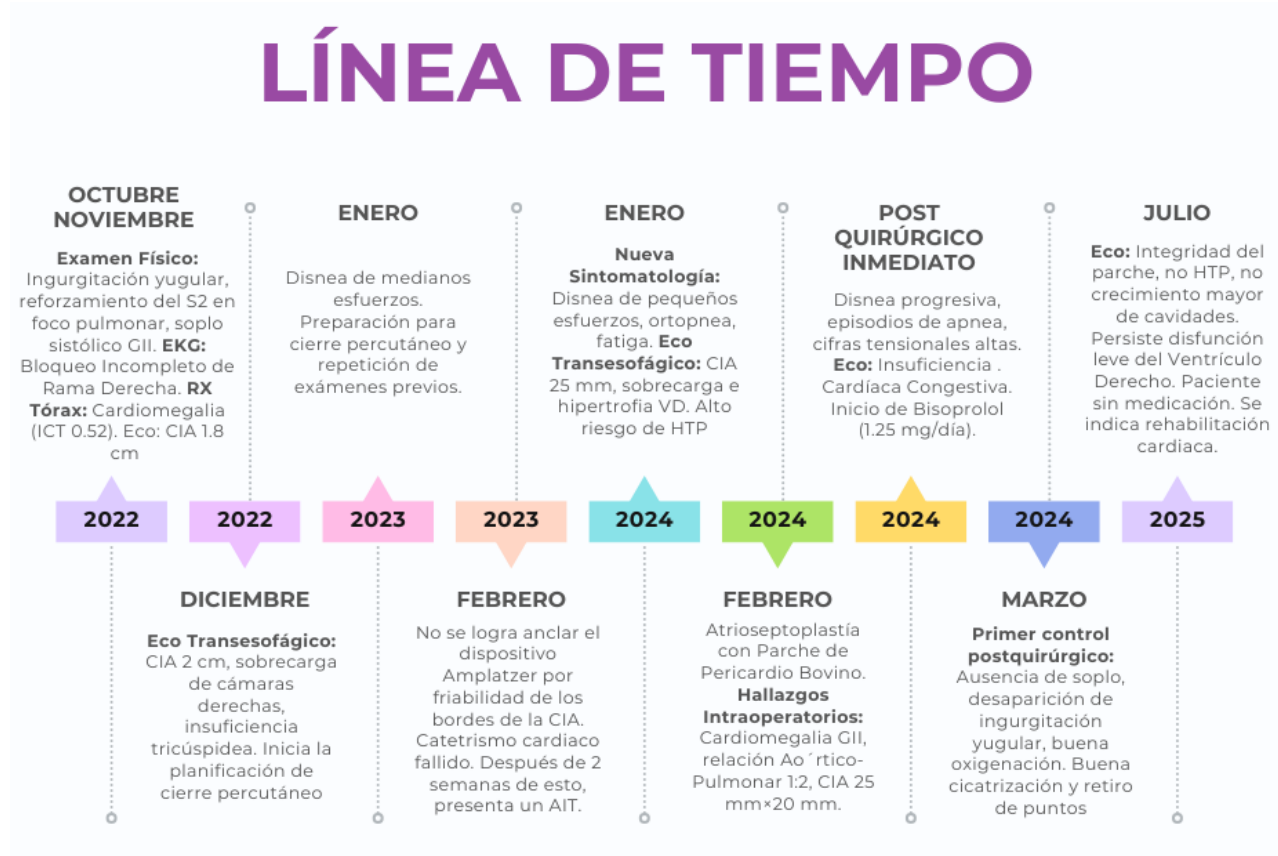 LÍNEA DE TIEMPO
OCTUBRE
NOVIEMBRE
Examen Físico:
Ingurgitación yugular,
reforzamiento del S2 en
foco pulmonar, soplo
sistólico GII. EKG:
Bloqueo Incompleto de
Rama Derecha. RX
Tórax: Cardiomegalia
(ICT 0.52). Eco: CIA 1.8
cm
2022
2022
DICIEMBRE
Eco Transesofágico:
CIA 2 cm, sobrecarga
de cámaras
derechas,
insuficiencia
tricúspidea. Inicia la
planificación de
cierre percutáneo
ENERO
Disnea de medianos
esfuerzos.
Preparación para
cierre percutáneo y
repetición de
exámenes previos.
2023
2023
FEBRERO
No se logra anclar el
dispositivo
Amplatzer por
friabilidad de los
bordes de la CIA.
Catetrismo cardiaco
fallido. Después de 2
semanas de esto,
presenta un AIT.
ENERO
Nueva
Sintomatología:
Disnea de pequeños
esfuerzos, ortopnea,
fatiga. Eco
Transesofágico: CIA
25 mm, sobrecarga e
hipertrofia VD. Alto
riesgo de HTP
2024
2024
FEBRERO
Atrioseptoplastía
con Parche de
Pericardio Bovino.
Hallazgos
Intraoperatorios:
Cardiomegalia GII,
relación Ao ́rtico-
Pulmonar 1:2, CIA 25
mm×20 mm.
POST
QUIRÚRGICO
INMEDIATO
Disnea progresiva,
episodios de apnea,
cifras tensionales altas.
Eco: Insuficiencia .
Cardíaca Congestiva.
Inicio de Bisoprolol
(1.25 mg/día).
2024
2024
MARZO
Primer control
postquirúrgico:
Ausencia de soplo,
desaparición de
ingurgitación
yugular, buena
oxigenación. Buena
cicatrización y retiro
de puntos
JULIO
Eco: Integridad del
parche, no HTP, no
crecimiento mayor
de cavidades.
Persiste disfunción
leve del Ventrículo
Derecho. Paciente
sin medicación. Se
indica rehabilitación
cardiaca.
2025